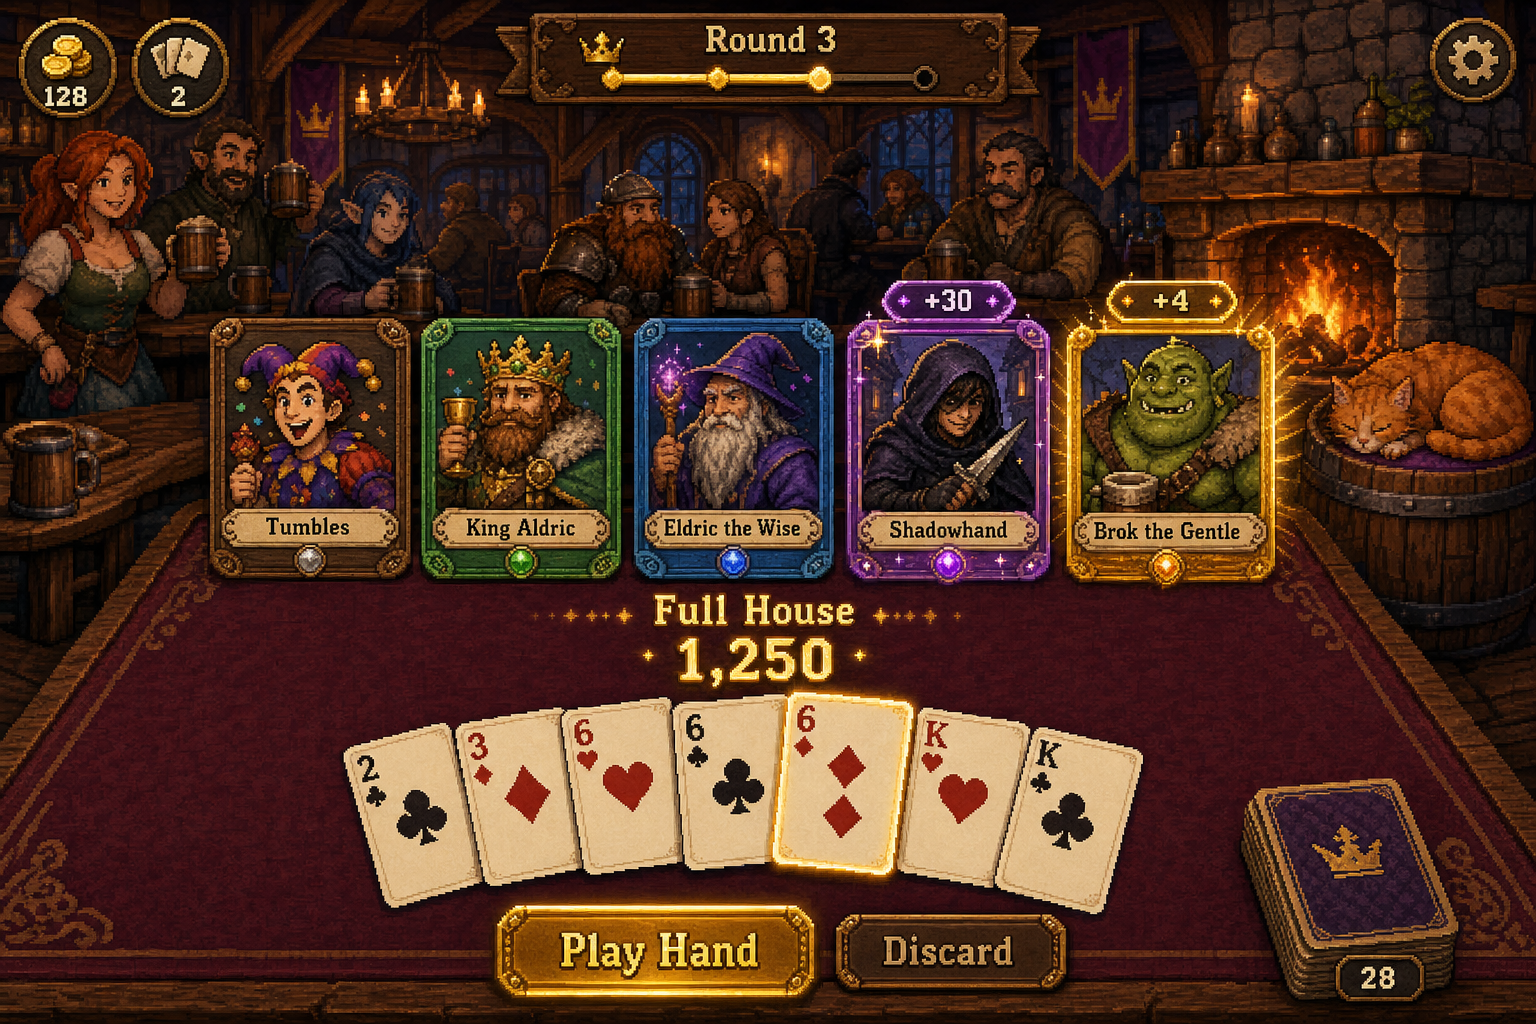 Round 3
128
2
+30
+4
Tumbles
King Aldric
Eldric the Wise
Shadowhand
Brok the Gentle
Full House
1,250
2
3
6
6
6
K
K
Play Hand
Discard
28